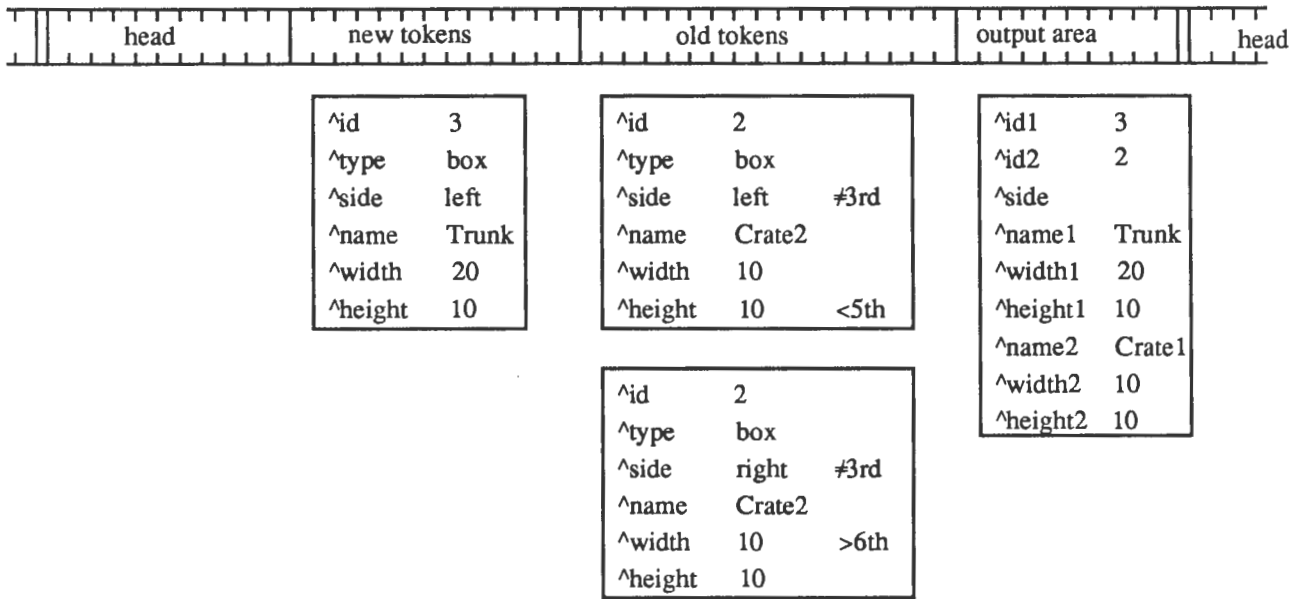 head new tokens old tokens output area head
^id 3
^type box
^side left
^name Trunk
^width 20
^height 10
^id 2
^type box
^side left ≠3rd
^name Crate2
^width 10
^height 10 <5th
^id 2
^type box
^side right ≠3rd
^name Crate2
^width 10 >6th
^height 10
^id1 3
^id2 2
^side
^name1 Trunk
^width1 20
^height1 10
^name2 Crate1
^width2 10
^height2 10